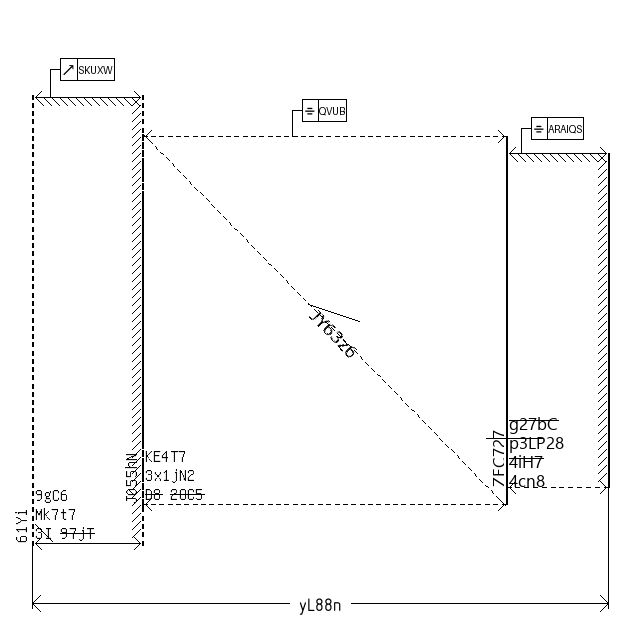 SKUXW
QVUB
ARAIQS
JY63z6
7FC727
g27bC
p3LP28
4iH7
4cn8
J055hN
KE4T7
3x1jN2
D8 20C5
61Yi
9gC6
Mk7t7
JI 97jT
yL88n